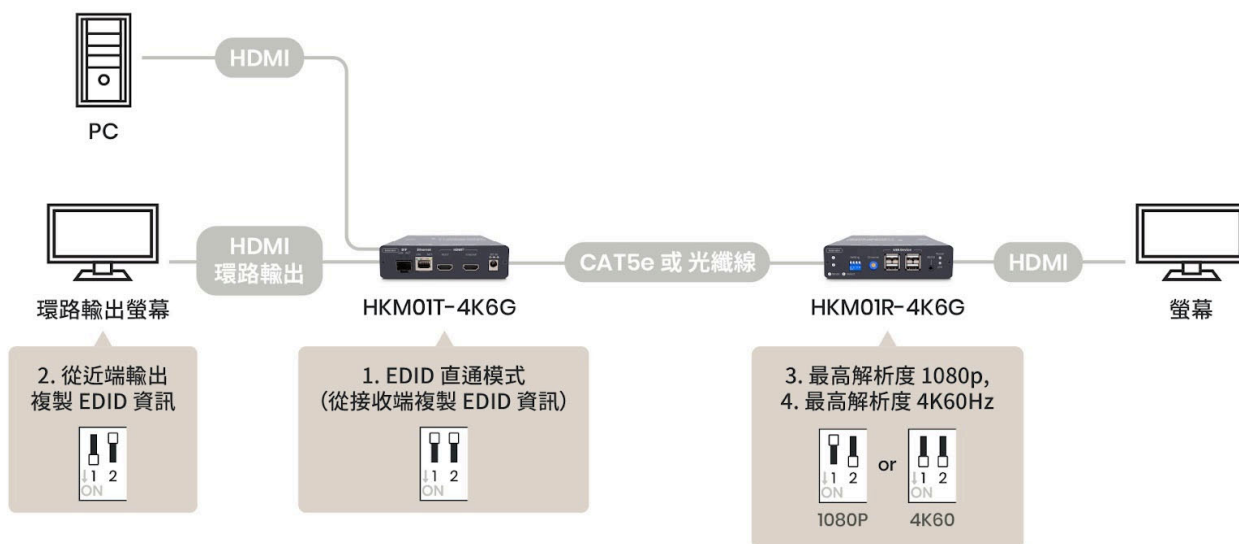 HDMI
PC
HDMI
環路輸出
CAT5e 或 光纖線
HDMI
環路輸出螢幕
HKM01T-4K6G
HKM01R-4K6G
螢幕
2. 從近端輸出
複製 EDID 資訊
↓1 2
ON
1. EDID 直通模式
(從接收端複製 EDID 資訊)
↓1 2
ON
3. 最高解析度 1080p,
4. 最高解析度 4K60Hz
↓1 2
ON
1080P
or
↓1 2
ON
4K60